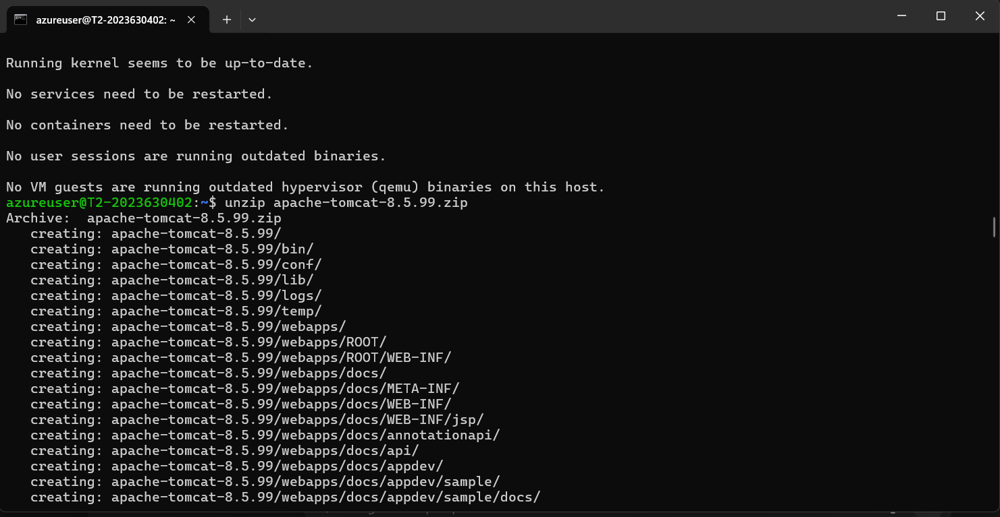 azureuser@T2-2023630402: ~
Running kernel seems to be up-to-date.
No services need to be restarted.
No containers need to be restarted.
No user sessions are running outdated binaries.
No VM guests are running outdated hypervisor (qemu) binaries on this host.
azureuser@T2-2023630402:~$ unzip apache-tomcat-8.5.99.zip
Archive:  apache-tomcat-8.5.99.zip
   creating: apache-tomcat-8.5.99/
   creating: apache-tomcat-8.5.99/bin/
   creating: apache-tomcat-8.5.99/conf/
   creating: apache-tomcat-8.5.99/lib/
   creating: apache-tomcat-8.5.99/logs/
   creating: apache-tomcat-8.5.99/temp/
   creating: apache-tomcat-8.5.99/webapps/
   creating: apache-tomcat-8.5.99/webapps/ROOT/
   creating: apache-tomcat-8.5.99/webapps/ROOT/WEB-INF/
   creating: apache-tomcat-8.5.99/webapps/docs/
   creating: apache-tomcat-8.5.99/webapps/docs/META-INF/
   creating: apache-tomcat-8.5.99/webapps/docs/WEB-INF/
   creating: apache-tomcat-8.5.99/webapps/docs/WEB-INF/jsp/
   creating: apache-tomcat-8.5.99/webapps/docs/annotationapi/
   creating: apache-tomcat-8.5.99/webapps/docs/api/
   creating: apache-tomcat-8.5.99/webapps/docs/appdev/
   creating: apache-tomcat-8.5.99/webapps/docs/appdev/sample/
   creating: apache-tomcat-8.5.99/webapps/docs/appdev/sample/docs/